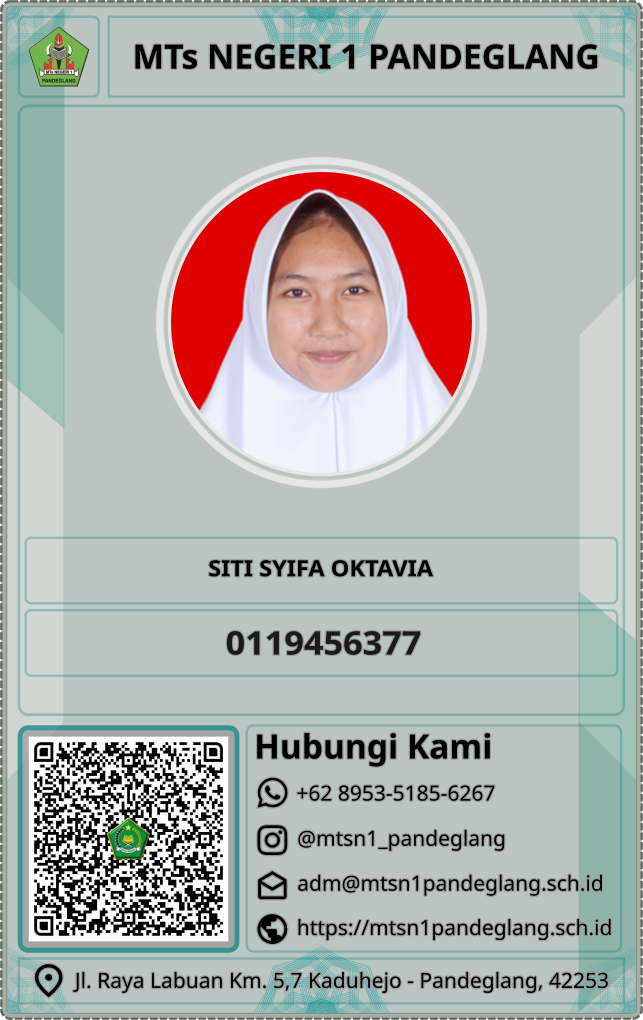 MTs NEGERI 1 PANDEGLANG
MTs NEGERI 1
PANDEGLANG
SITI SYIFA OKTAVIA
0119456377
Hubungi Kami
+62 8953-5185-6267
@mtsn1_pandeglang
adm@mtsn1pandeglang.sch.id
https://mtsn1pandeglang.sch.id
Jl. Raya Labuan Km. 5,7 Kaduhejo - Pandeglang, 42253